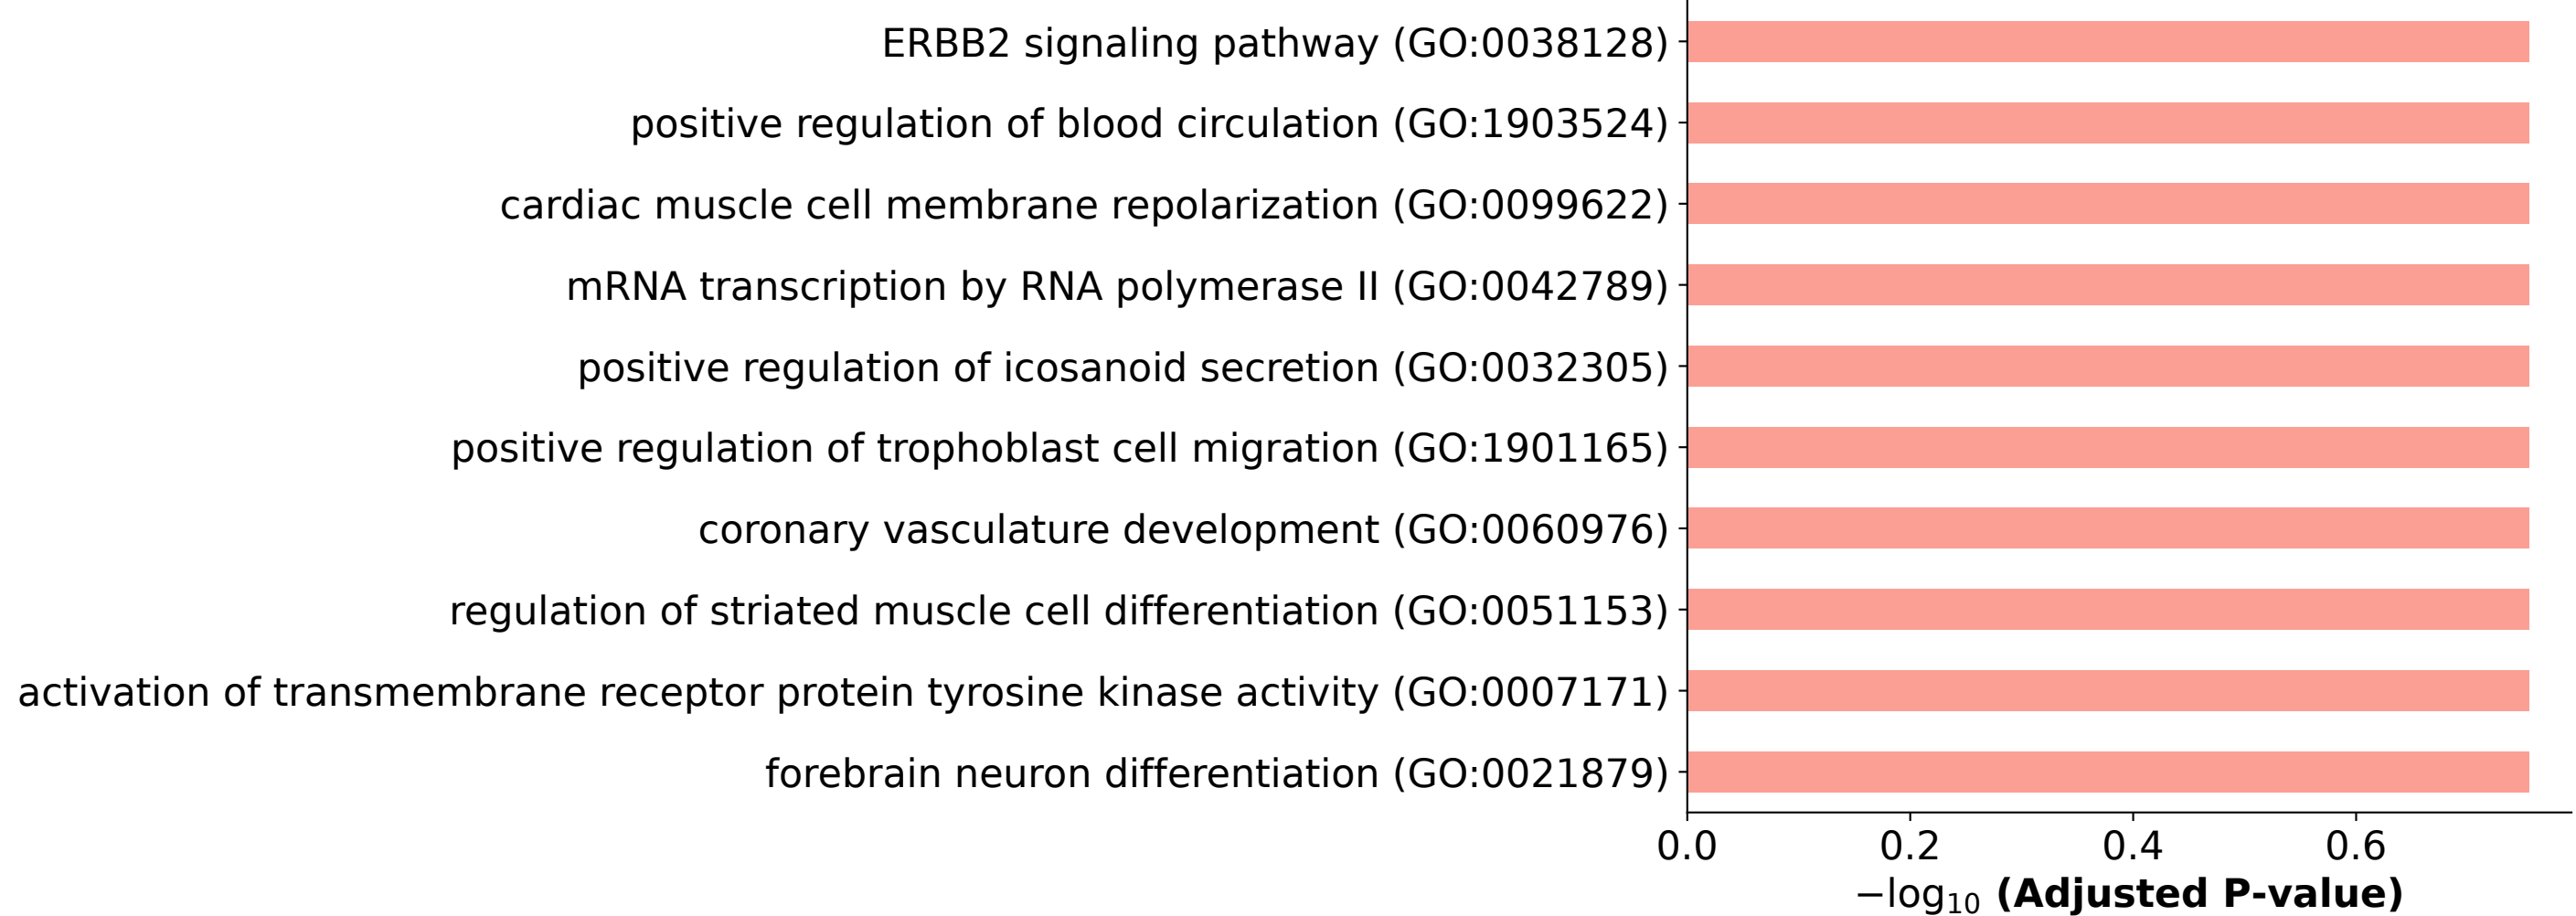 ERBB2 signaling pathway (GO:0038128)
positive regulation of blood circulation (GO:1903524)
cardiac muscle cell membrane repolarization (GO:0099622)
mRNA transcription by RNA polymerase II (GO:0042789)
positive regulation of icosanoid secretion (GO:0032305)
positive regulation of trophoblast cell migration (GO:1901165)
coronary vasculature development (GO:0060976)
regulation of striated muscle cell differentiation (GO:0051153)
activation of transmembrane receptor protein tyrosine kinase activity (GO:0007171)
forebrain neuron differentiation (GO:0021879)
0.0 0.2 0.4 0.6
−log₁₀ (Adjusted P-value)